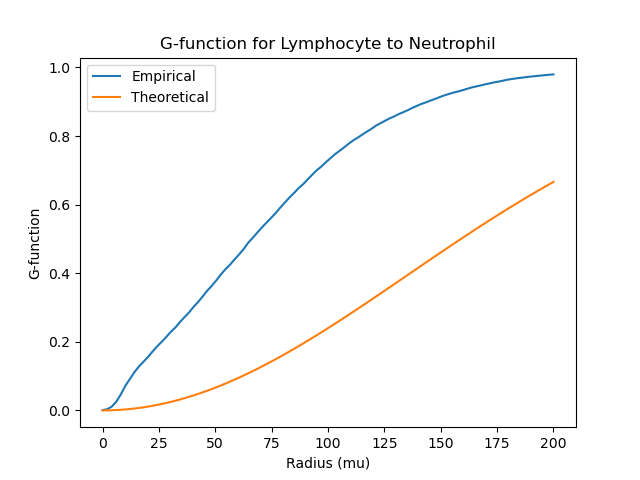 G-function for Lymphocyte to Neutrophil
Empirical
Theoretical
G-function
1.0
0.8
0.6
0.4
0.2
0.0
0 25 50 75 100 125 150 175 200
Radius (mu)